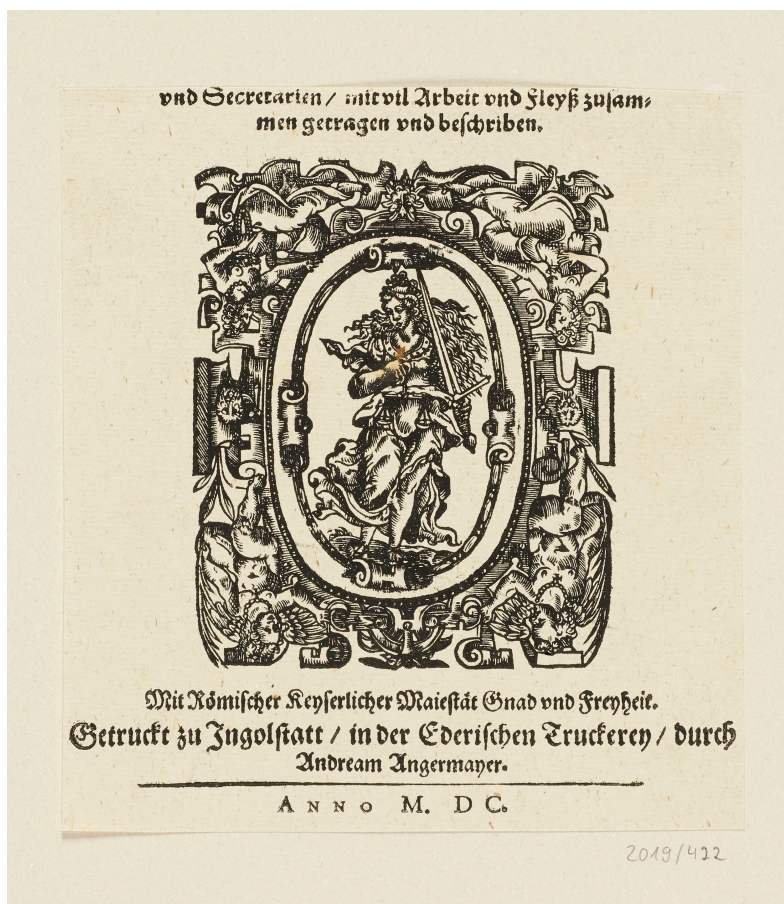 vnd Secretarien / mit vil Arbeit vnd Fleyß zusam⸗
men getragen vnd beschriben.
Mit Römischer Keyserlicher Maiestät Gnad vnd Freyheit.
Getruckt zu Ingolstatt / in der Ederischen Truckerey / durch
Andream Angermayer.
ANNO M. DC.
2019/422